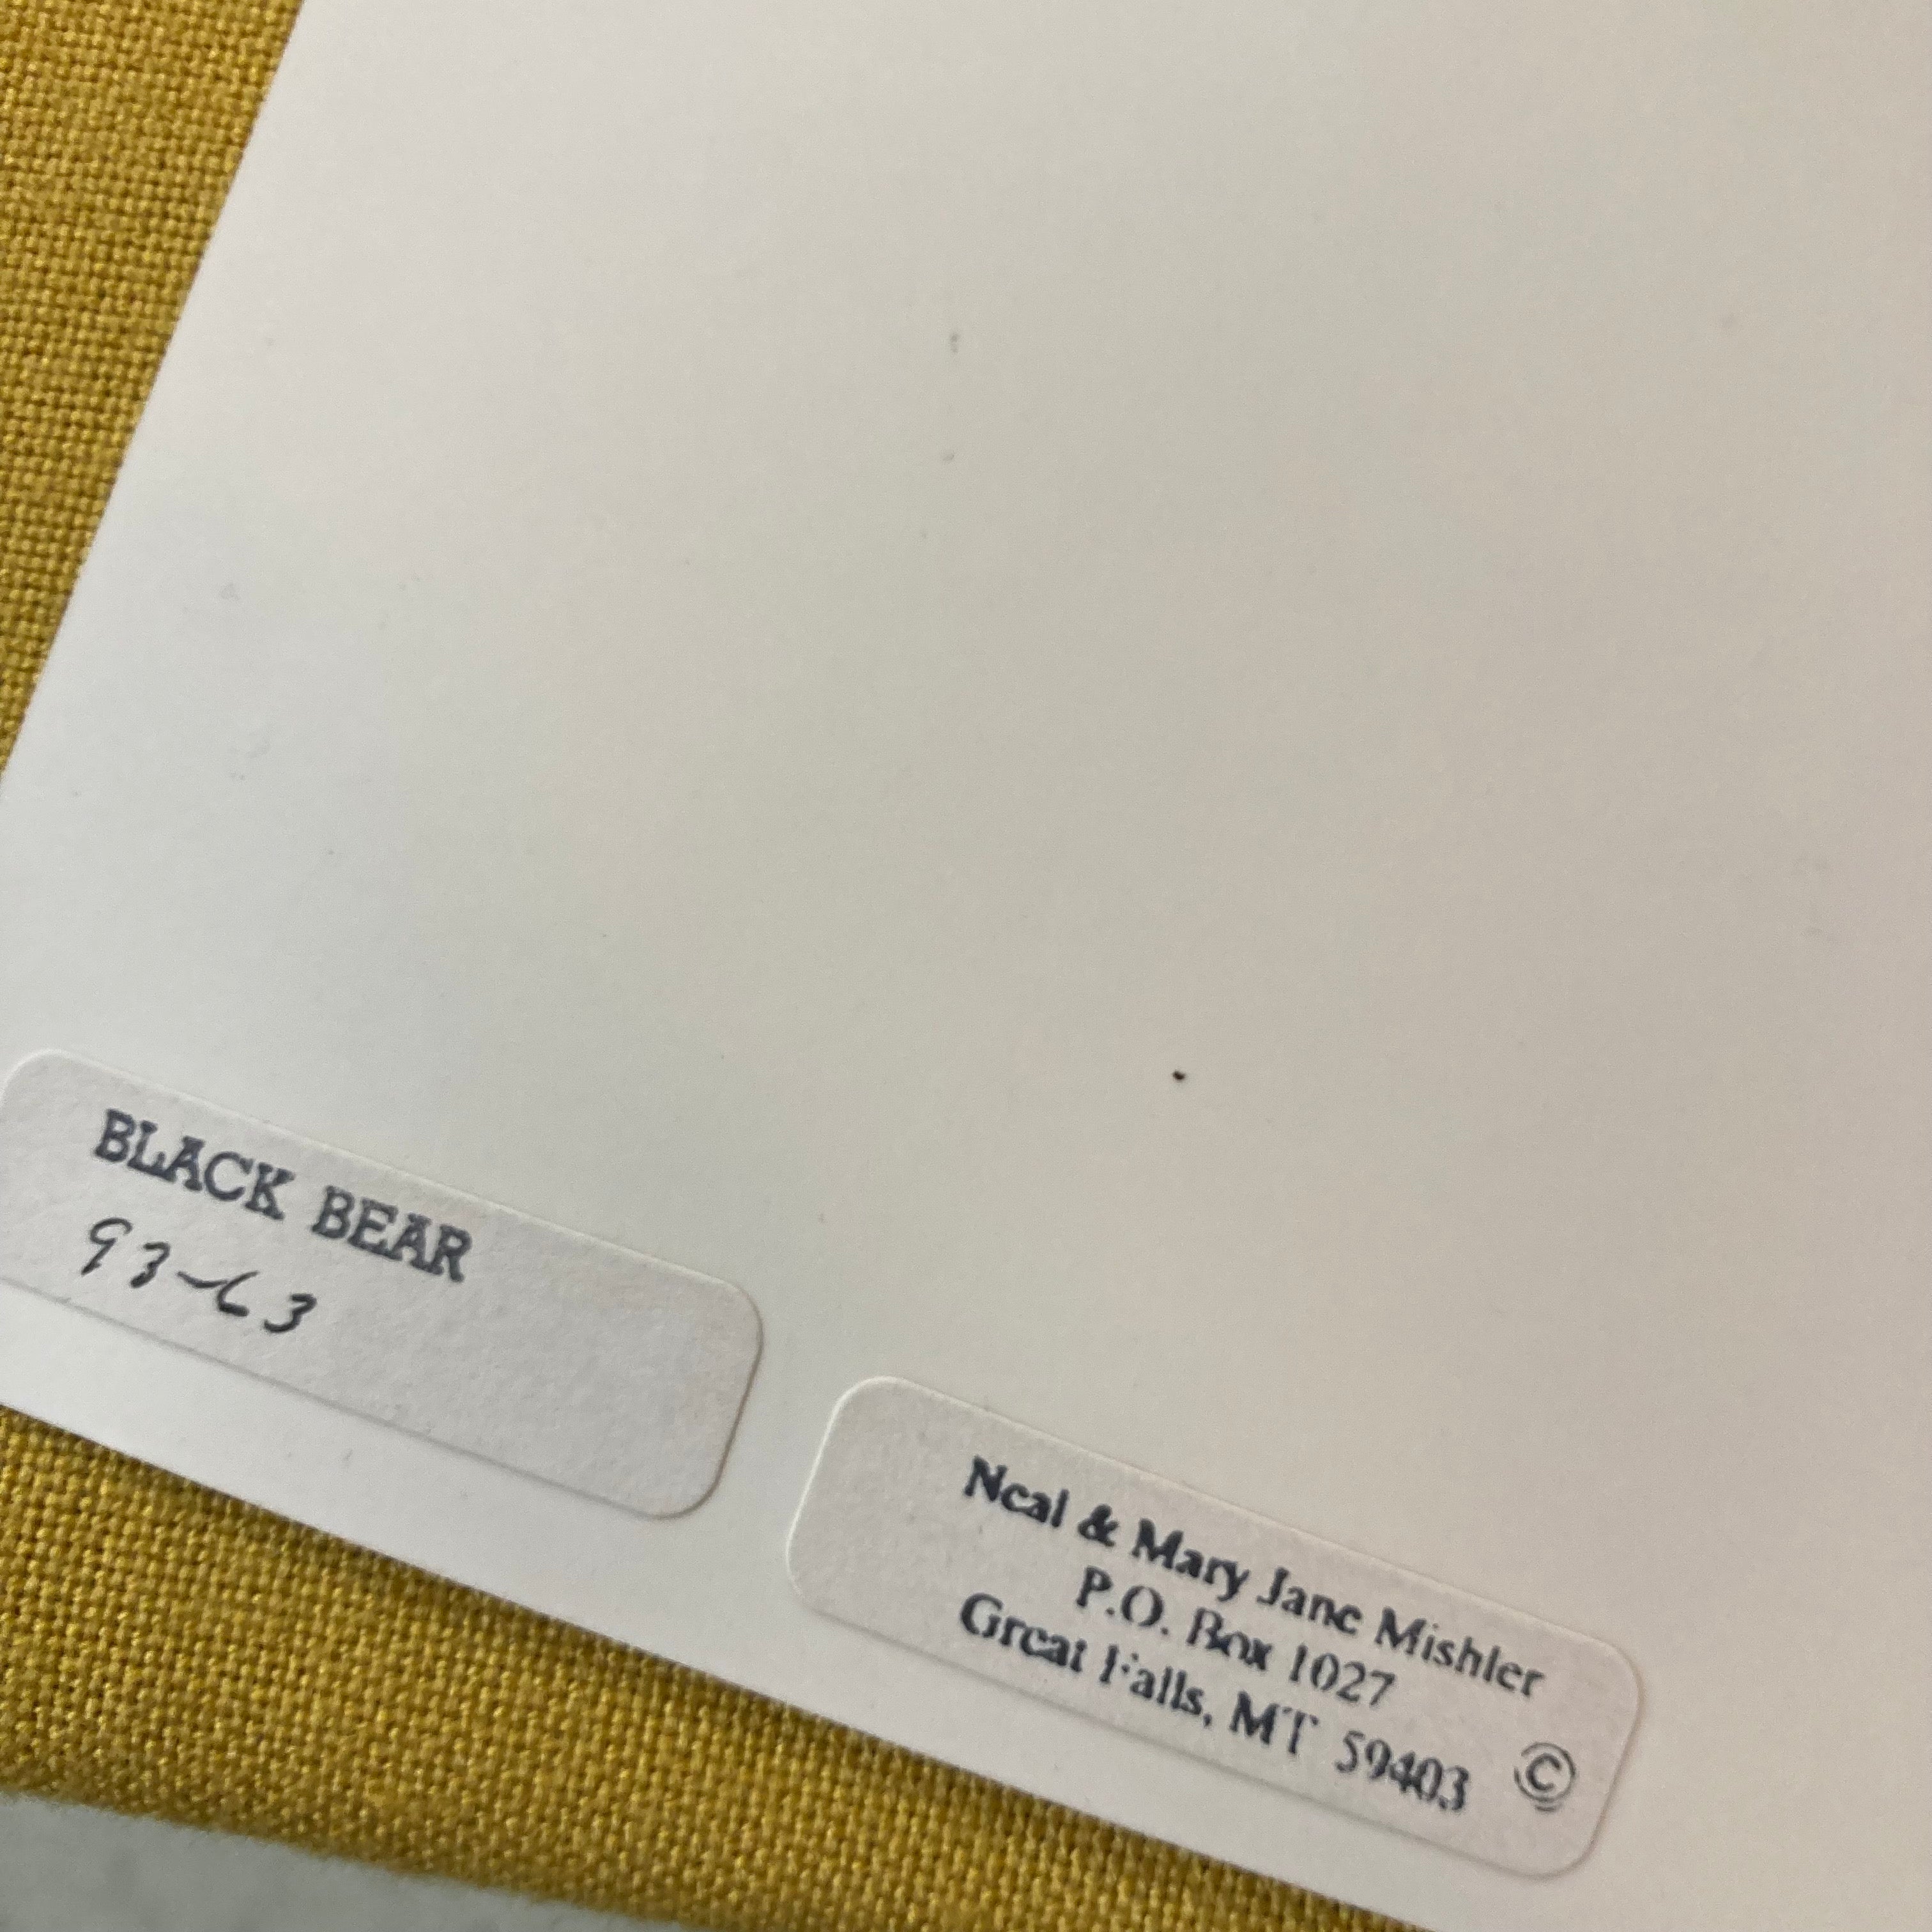 BLACK BEAR
93-63
Neal & Mary Jane Mishler
P.O. Box 1027
Great Falls, MT 59403 ©